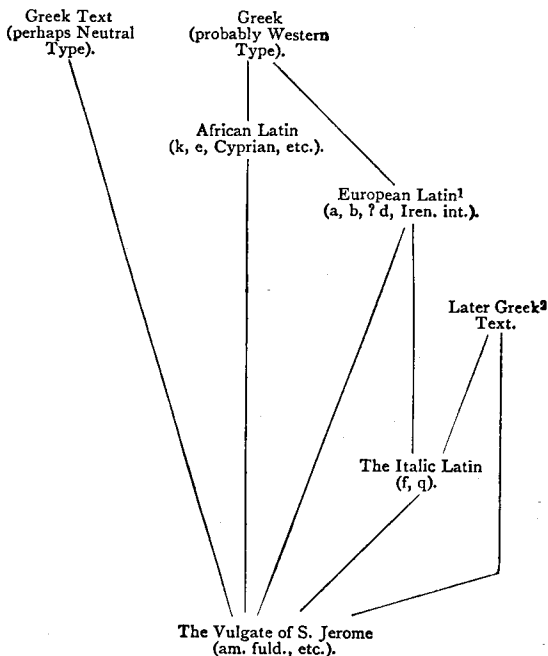 Greek Text
(perhaps Neutral
Type).
Greek
(probably Western
Type).
African Latin
(k, e, Cyprian, etc.).
European Latin¹
(a, b, ? d, Iren. int.).
Later Greek²
Text.
The Italic Latin
(f, q).
The Vulgate of S. Jerome
(am. fuld., etc.).